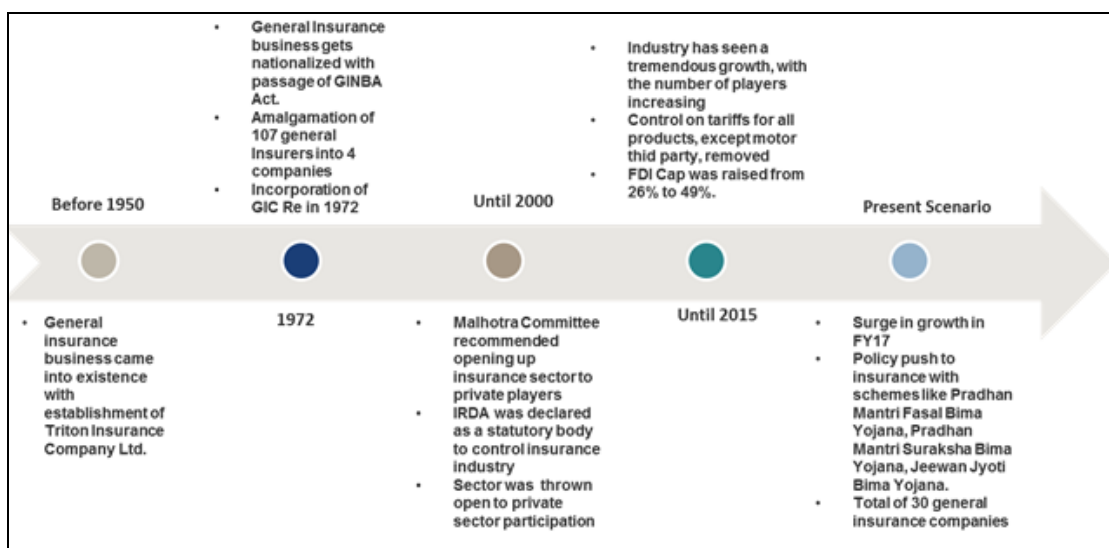 Before 1950
• General
insurance
business came
into existence
with
establishment of
Triton Insurance
Company Ltd.
• General Insurance
business gets
nationalized with
passage of GINBA
Act.
• Amalgamation of
107 general
Insurers into 4
companies
• Incorporation of
GIC Re in 1972
1972
Until 2000
• Malhotra Committee
recommended
opening up
insurance sector to
private players
• IRDA was declared
as a statutory body
to control insurance
industry
• Sector was thrown
open to private
sector participation
• Industry has seen a
tremendous growth, with
the number of players
increasing
• Control on tariffs for all
products, except motor
thid party, removed
• FDI Cap was raised from
26% to 49%.
Until 2015
Present Scenario
• Surge in growth in
FY17
• Policy push to
insurance with
schemes like Pradhan
Mantri Fasal Bima
Yojana, Pradhan
Mantri Suraksha Bima
Yojana, Jeewan Jyoti
Bima Yojana.
• Total of 30 general
insurance companies